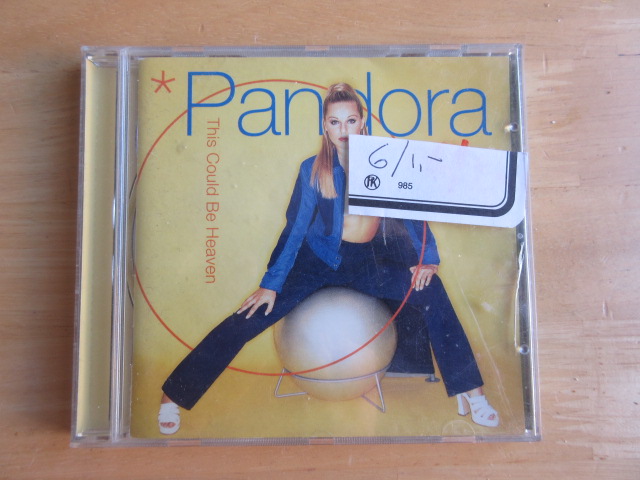 *Pandora
This Could Be Heaven
6/1,-
985